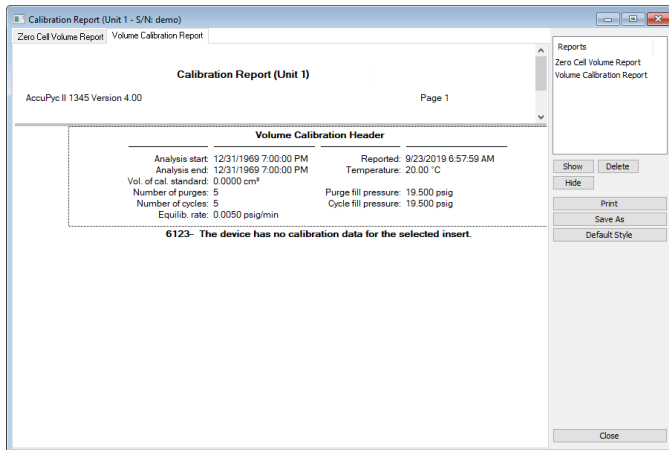 Calibration Report (Unit 1 - S/N: demo)
Zero Cell Volume Report
Volume Calibration Report
Calibration Report (Unit 1)
AccuPyc II 1345 Version 4.00
Page 1
Volume Calibration Header
Analysis start: 12/31/1969 7:00:00 PM
Reported: 9/23/2019 6:57:59 AM
Analysis end: 12/31/1969 7:00:00 PM
Temperature: 20.00 °C
Vol. of cal. standard: 0.0000 cm³
Number of purges: 5
Purge fill pressure: 19.500 psig
Number of cycles: 5
Cycle fill pressure: 19.500 psig
Equilib. rate: 0.0050 psig/min
6123- The device has no calibration data for the selected insert.
Reports
Zero Cell Volume Report
Volume Calibration Report
Show
Delete
Hide
Print
Save As
Default Style
Close